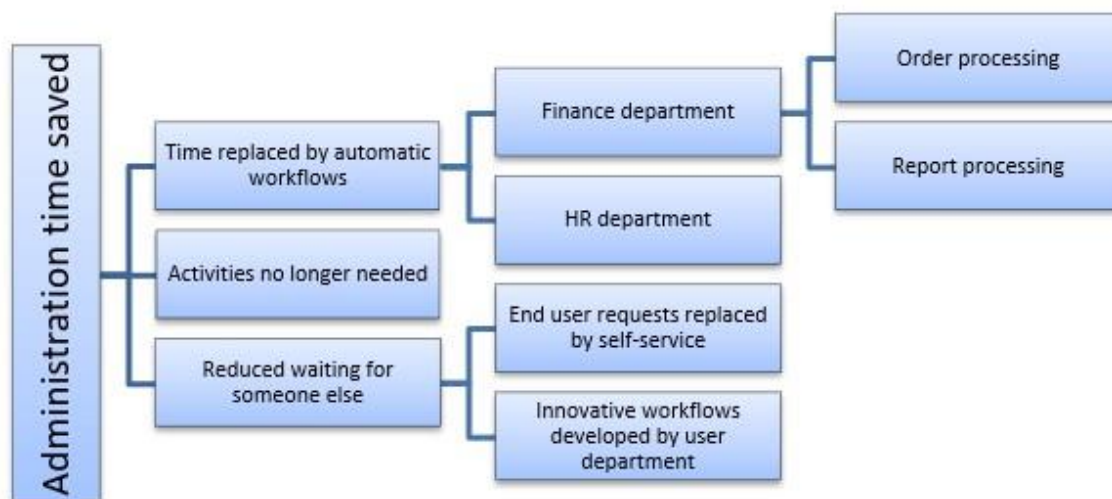 Administration time saved
Time replaced by automatic
workflows
Activities no longer needed
Reduced waiting for
someone else
Finance department
HR department
End user requests replaced
by self-service
Innovative workflows
developed by user
department
Order processing
Report processing